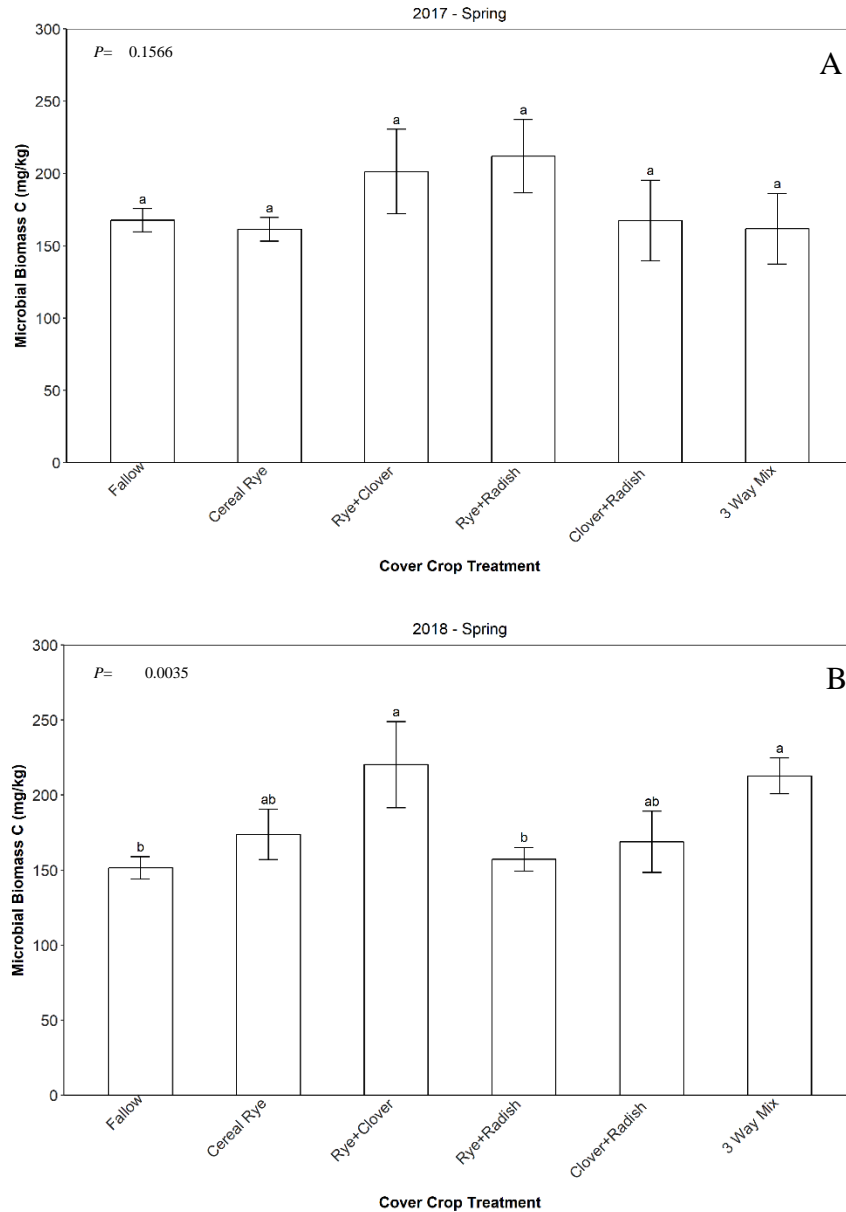 2017 - Spring
P= 0.1566
A
Microbial Biomass C (mg/kg)
300
250
200
150
100
50
0
a
a
a
a
a
a
Fallow
Cereal Rye
Rye+Clover
Rye+Radish
Clover+Radish
3 Way Mix
Cover Crop Treatment
2018 - Spring
P= 0.0035
B
Microbial Biomass C (mg/kg)
300
250
200
150
100
50
0
b
ab
a
b
ab
a
Fallow
Cereal Rye
Rye+Clover
Rye+Radish
Clover+Radish
3 Way Mix
Cover Crop Treatment